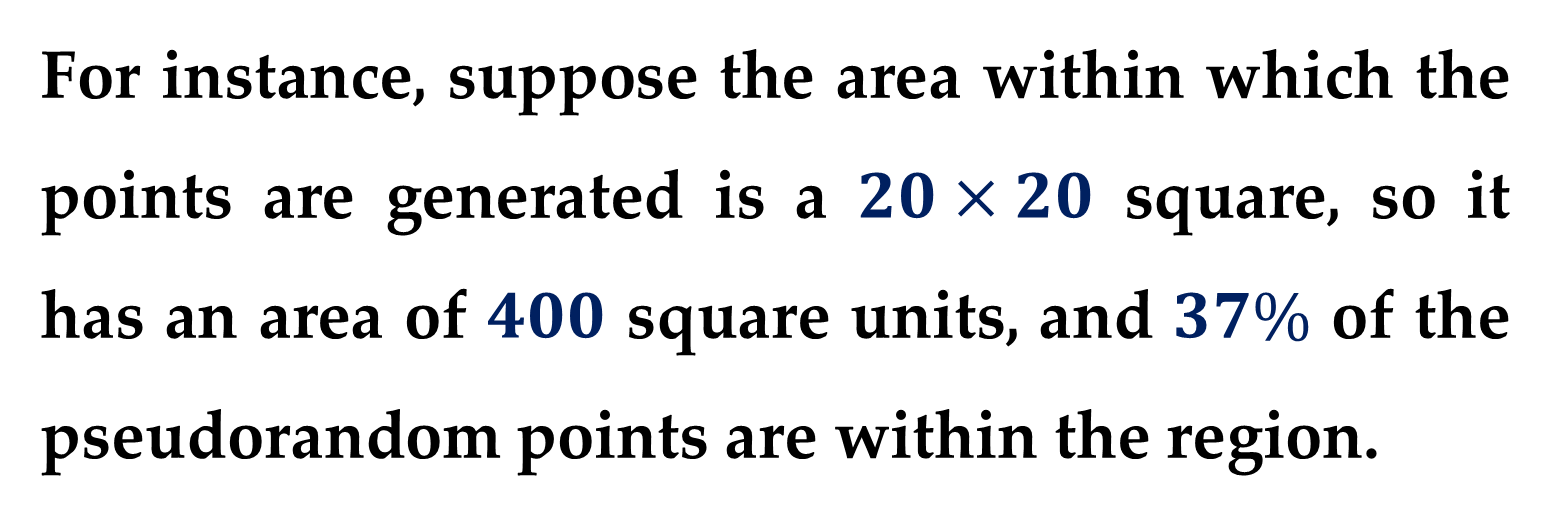 For instance, suppose the area within which the
points are generated is a 20 × 20 square, so it
has an area of 400 square units, and 37% of the
pseudorandom points are within the region.